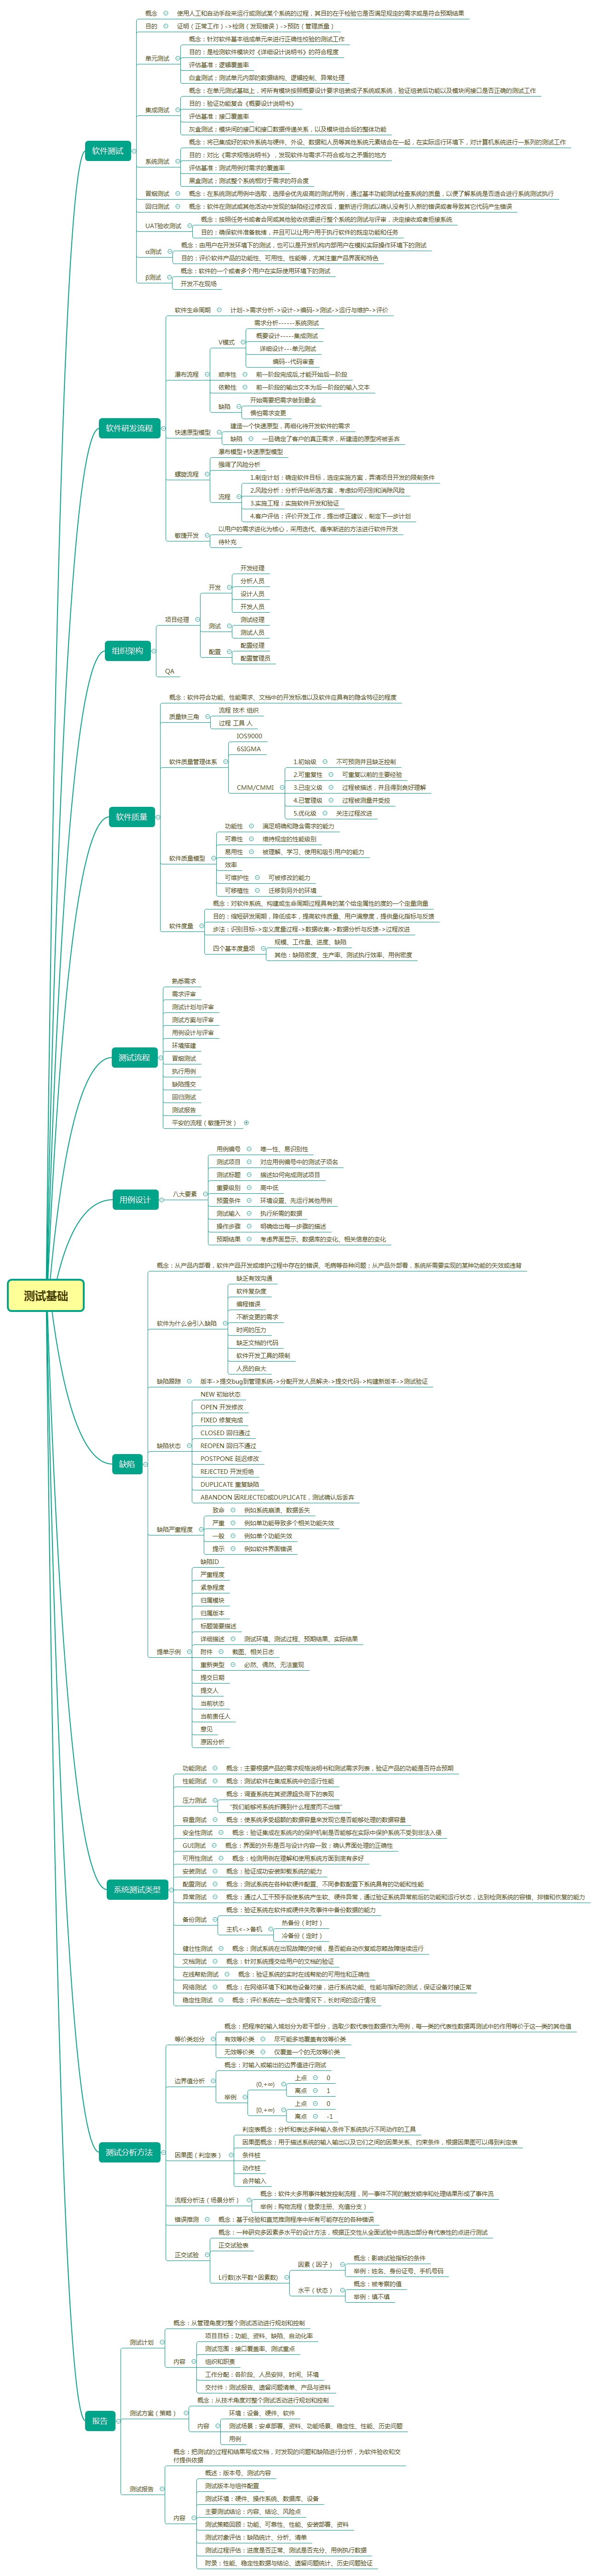 测试基础
软件测试
概念 使用人工和自动手段来运行或测试某个系统的过程，其目的在于检验它是否满足规定的需求或是符合预期结果
目的 证明（正常工作）->检测（发现错误）->预防（管理质量）
单元测试
概念：针对软件基本组成单元来进行正确性校验的测试工作
目的：是检测软件模块对《详细设计说明书》的符合程度
评估基准：逻辑覆盖率
白盒测试：测试单元内部的数据结构、逻辑控制、异常处理
集成测试
概念：在单元测试基础上，将所有模块按照概要设计要求组装成子系统或系统，验证组装后功能以及模块间接口是否正确的测试工作
目的：验证功能复合《概要设计说明书》
评估基准：接口覆盖率
灰盒测试：模块间的接口和接口数据传递关系，以及模块组合后的整体功能
系统测试
概念：将已集成好的软件系统与硬件、外设、数据和人员等其他系统元素结合在一起，在实际运行环境下，对计算机系统进行一系列的测试工作
目的：对比《需求规格说明书》，发现软件与需求不符合或与之矛盾的地方
评估基准：测试用例对需求的覆盖率
黑盒测试：测试整个系统相对于需求的符合度
冒烟测试 概念：在系统测试用例中选取，选择会优先级高的测试用例，通过基本功能测试检查系统的质量，以便了解系统是否适合进行系统测试执行
回归测试 概念：软件在测试或其他活动中发现的缺陷经过修改后，重新进行测试以确认没有引入新的错误或者导致其它代码产生错误
UAT验收测试
概念：按照任务书或者合同或其他验收依据进行整个系统的测试与评审，决定接收或者拒接系统
目的：确保软件准备就绪，并且可以让用户用于执行软件的既定功能和任务
α测试
概念：由用户在开发环境下的测试，也可以是开发机构内部用户在模拟实际操作环境下的测试
目的：评价软件产品的功能性、可用性、性能等，尤其注重产品界面和特色
β测试
概念：软件的一个或者多个用户在实际使用环境下的测试
开发不在现场
软件研发流程
软件生命周期 计划->需求分析->设计->编码->测试->运行与维护->评价
瀑布流程
V模式
需求分析------系统测试
概要设计-----集成测试
详细设计---单元测试
编码--代码审查
顺序性 前一阶段完成后,才能开始后一阶段
依赖性 前一阶段的输出文本为后一阶段的输入文本
缺陷
开始需要把需求做到最全
惧怕需求变更
快速原型模型
建造一个快速原型，再细化待开发软件的需求
缺陷 一旦确定了客户的真正需求，所建造的原型将被丢弃
螺旋流程
瀑布模型+快速原型模型
强调了风险分析
流程
1.制定计划：确定软件目标，选定实施方案，弄清项目开发的限制条件
2.风险分析：分析评估所选方案，考虑如何识别和消除风险
3.实施工程：实施软件开发和验证
4.客户评估：评价开发工作，提出修正建议，制定下一步计划
敏捷开发
以用户的需求进化为核心，采用迭代、循序渐进的方法进行软件开发
待补充
组织架构
项目经理
开发
开发经理
分析人员
设计人员
开发人员
测试
测试经理
测试人员
配置
配置经理
配置管理员
QA
软件质量
概念：软件符合功能、性能需求、文档中的开发标准以及软件应具有的隐含特征的程度
质量铁三角
流程 技术 组织
过程 工具 人
软件质量管理体系
IOS9000
6SIGMA
CMM/CMMI
1.初始级 不可预测并且缺乏控制
2.可重复性 可重复以前的主要经验
3.已定义级 过程被描述，并且得到良好理解
4.已管理级 过程被测量并受控
5.优化级 关注过程改进
软件质量模型
功能性 满足明确和隐含需求的能力
可靠性 维持规定的性能级别
易用性 被理解、学习、使用和吸引用户的能力
效率
可维护性 可被修改的能力
可移植性 迁移到另外的环境
软件度量
概念：对软件系统、构建或生命周期过程具有的某个给定属性的度的一个定量测量
目的：缩短研发周期，降低成本，提高软件质量、用户满意度，提供量化指标与反馈
步法：识别目标->定义度量过程->数据收集->数据分析与反馈->过程改进
四个基本度量项
规模、工作量、进度、缺陷
其他：缺陷密度、生产率、测试执行效率、用例密度
测试流程
熟悉需求
需求评审
测试计划与评审
测试方案与评审
用例设计与评审
环境搭建
冒烟测试
执行用例
缺陷提交
回归测试
测试报告
平安的流程（敏捷开发）
用例设计
八大要素
用例编号 唯一性、易识别性
测试项目 对应用例编号中的测试子项名
测试标题 描述如何完成测试项目
重要级别 高中低
预置条件 环境设置、先运行其他用例
测试输入 执行所需的数据
操作步骤 明确给出每一步骤的描述
预期结果 考虑界面显示、数据库的变化、相关信息的变化
缺陷
概念：从产品内部看，软件产品开发或维护过程中存在的错误、毛病等各种问题；从产品外部看，系统所需要实现的某种功能的失效或违背
软件为什么会引入缺陷
缺乏有效沟通
软件复杂度
编程错误
不断变更的需求
时间的压力
缺乏文档的代码
软件开发工具的限制
人员的自大
缺陷跟踪 版本->提交bug到管理系统->分配开发人员解决->提交代码->构建新版本->测试验证
缺陷状态
NEW 初始状态
OPEN 开发修改
FIXED 修复完成
CLOSED 回归通过
REOPEN 回归不通过
POSTPONE 延迟修改
REJECTED 开发拒绝
DUPLICATE 重复缺陷
ABANDON 因REJECTED或DUPLICATE，测试确认后丢弃
缺陷严重程度
致命 例如系统崩溃、数据丢失
严重 例如单功能导致多个相关功能失效
一般 例如单个功能失效
提示 例如软件界面错误
提单示例
缺陷ID
严重程度
紧急程度
归属模块
归属版本
标题简要描述
详细描述 测试环境、测试过程、预期结果、实际结果
附件 截图、相关日志
重新类型 必然、偶然、无法重现
提交日期
提交人
当前状态
当前责任人
意见
原因分析
系统测试类型
功能测试 概念：主要根据产品的需求规格说明书和测试需求列表，验证产品的功能是否符合预期
性能测试 概念：测试软件在集成系统中的运行性能
压力测试
概念：调查系统在其资源超负荷下的表现
“我们能够将系统折腾到什么程度而不出错”
容量测试 概念：使系统承受超额的数据容量来发现它是否能够处理的数据容量
安全性测试 概念：验证集成在系统内的保护机制是否能够在实际中保护系统不受到非法入侵
GUI测试 概念：界面的外形是否与设计内容一致；确认界面处理的正确性
可用性测试 概念：检测用例在理解和使用系统方面到底有多好
安装测试 概念：验证成功安装卸载系统的能力
配置测试 概念：测试系统在各种软硬件配置、不同参数配置下系统具有的功能和性能
异常测试 概念：通过人工干预手段使系统产生软、硬件异常，通过验证系统异常前后的功能和运行状态，达到检测系统的容错、排错和恢复的能力
备份测试
概念：验证系统在软件或硬件失败事件中备份数据的能力
主机<->备机
热备份（时时）
冷备份（定时）
健壮性测试 概念：测试系统在出现故障的时候，是否能自动恢复或忽略故障继续运行
文档测试 概念：针对系统提交给用户的文档的验证
在线帮助测试 概念：验证系统的实时在线帮助的可用性和正确性
网络测试 概念：在网络环境下和其他设备对接，进行系统功能、性能与指标的测试，保证设备对接正常
稳定性测试 概念：评价系统在一定负荷情况下，长时间的运行情况
测试分析方法
等价类划分
概念：把程序的输入域划分为若干部分，选取少数代表性数据作为用例，每一类的代表性数据再测试中的作用等价于这一类的其他值
有效等价类 尽可能多地覆盖有效等价类
无效等价类 仅覆盖一个的无效等价类
边界值分析
概念：对输入或输出的边界值进行测试
举例
(0,+∞)
上点 0
离点 1
[0,+∞)
上点 0
离点 -1
因果图（判定表）
判定表概念：分析和表达多种输入条件下系统执行不同动作的工具
因果图概念：用于描述系统的输入输出以及它们之间的因果关系、约束条件，根据因果图可以得到判定表
条件桩
动作桩
合并输入
流程分析法（场景分析）
概念：软件大多用事件触发控制流程，同一事件不同的触发顺序和处理结果形成了事件流
举例：购物流程（登录注册、充值分支）
错误推测 概念：基于经验和直觉推测程序中所有可能存在的各种错误
正交试验
概念：一种研究多因素多水平的设计方法，根据正交性从全面试验中挑选出部分有代表性的点进行测试
正交试验表
L行数(水平数^因素数)
因素（因子）
概念：影响试验指标的条件
举例：姓名、身份证号、手机号码
水平（状态）
概念：被考察的值
举例：填不填
报告
测试计划
概念：从管理角度对整个测试活动进行规划和控制
内容
项目目标：功能、资料、缺陷、自动化率
测试范围：接口覆盖率、测试重点
组织和职责
工作分配：各阶段、人员安排、时间、环境
交付件：测试报告、遗留问题清单、产品与资料
测试方案（策略）
概念：从技术角度对整个测试活动进行规划和控制
内容
环境：设备、硬件、软件
测试场景：安卓部署、资料、功能场景、稳定性、性能、历史问题
用例
测试报告
概念：把测试的过程和结果写成文档，对发现的问题和缺陷进行分析，为软件验收和交
付提供依据
内容
概述：版本号、测试内容
测试版本与组件配置
测试环境：硬件、操作系统、数据库、设备
主要测试结论：内容、结论、风险点
测试策略回顾：功能、可靠性、性能、安装部署、资料
测试对象评估：缺陷统计、分析、清单
测试过程评估：进度是否正常、测试是否充分、用例执行数据
附录：性能、稳定性数据与结论、遗留问题统计、历史问题验证